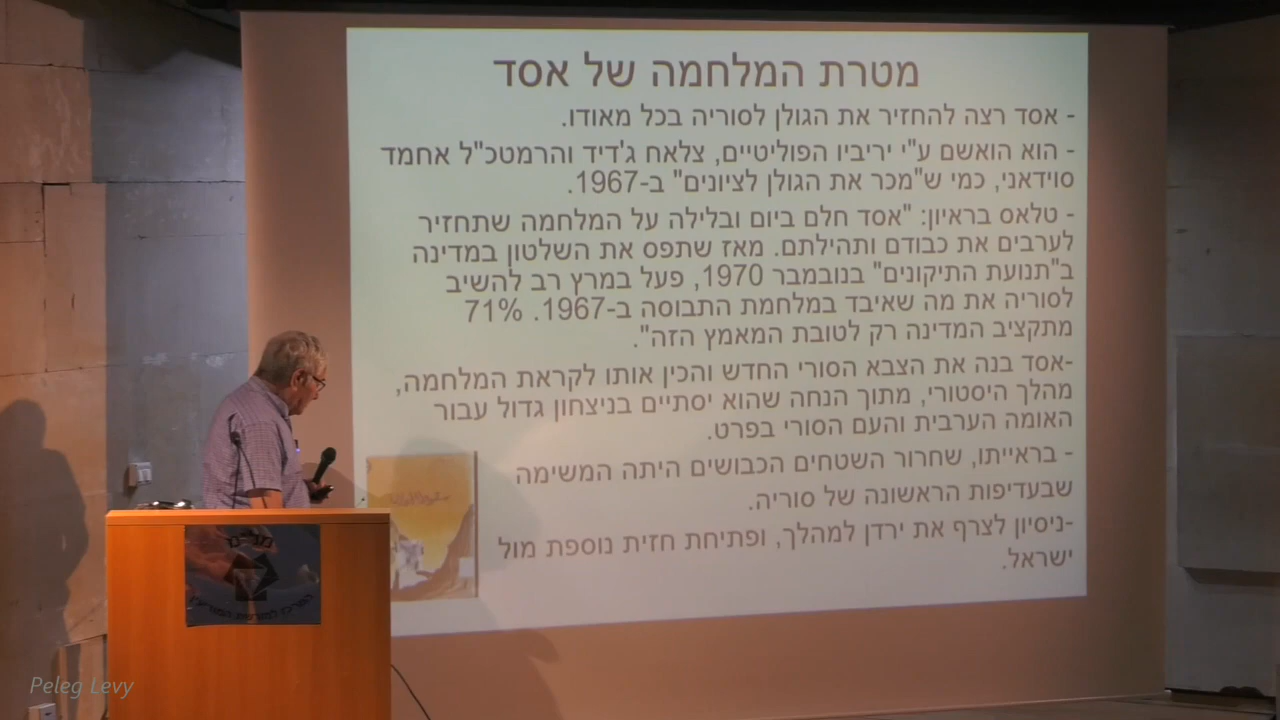 מטרת המלחמה של אסד
- אסד רצה להחזיר את הגולן לסוריה בכל מאודו.
- הוא הואשם ע"י יריביו הפוליטיים, צלאח ג'דיד והרמטכ"ל אחמד
סוידאני, כמי ש"מכר את הגולן לציונים" ב-1967.
- טלאס בראיון: "אסד חלם ביום ובלילה על המלחמה שתחזיר
לערבים את כבודם ותהילתם. מאז שתפס את השלטון במדינה
ב"תנועת התיקונים" בנובמבר 1970, פעל במרץ רב להשיב
לסוריה את מה שאיבד במלחמת התבוסה ב-1967. 71%
מתקציב המדינה רק לטובת המאמץ הזה".
-אסד בנה את הצבא הסורי החדש והכין אותו לקראת המלחמה,
מהלך היסטורי, מתוך הנחה שהוא יסתיים בניצחון גדול עבור
האומה הערבית והעם הסורי בפרט.
- בראייתו, שחרור השטחים הכבושים היתה המשימה
שבעדיפות הראשונה של סוריה.
-ניסיון לצרף את ירדן למהלך, ופתיחת חזית נוספת מול
ישראל.
המרכז למורשת המודיעין
Peleg Levy